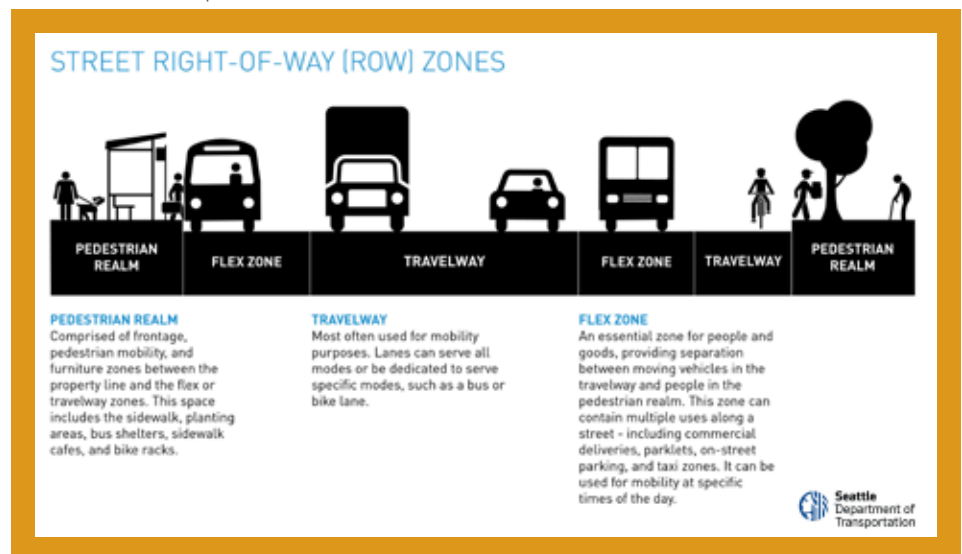 STREET RIGHT-OF-WAY (ROW) ZONES
PEDESTRIAN
REALM
FLEX ZONE
TRAVELWAY
FLEX ZONE
TRAVELWAY
PEDESTRIAN
REALM
PEDESTRIAN REALM
Comprised of frontage,
pedestrian mobility, and
furniture zones between the
property line and the flex or
travelway zones. This space
includes the sidewalk, planting
areas, bus shelters, sidewalk
cafes, and bike racks.
TRAVELWAY
Most often used for mobility
purposes. Lanes can serve all
modes or be dedicated to serve
specific modes, such as a bus or
bike lane.
FLEX ZONE
An essential zone for people and
goods, providing separation
between moving vehicles in the
travelway and people in the
pedestrian realm. This zone can
contain multiple uses along a
street - including commercial
deliveries, parklets, on-street
parking, and taxi zones. It can be
used for mobility at specific
times of the day.
Seattle
Department of
Transportation